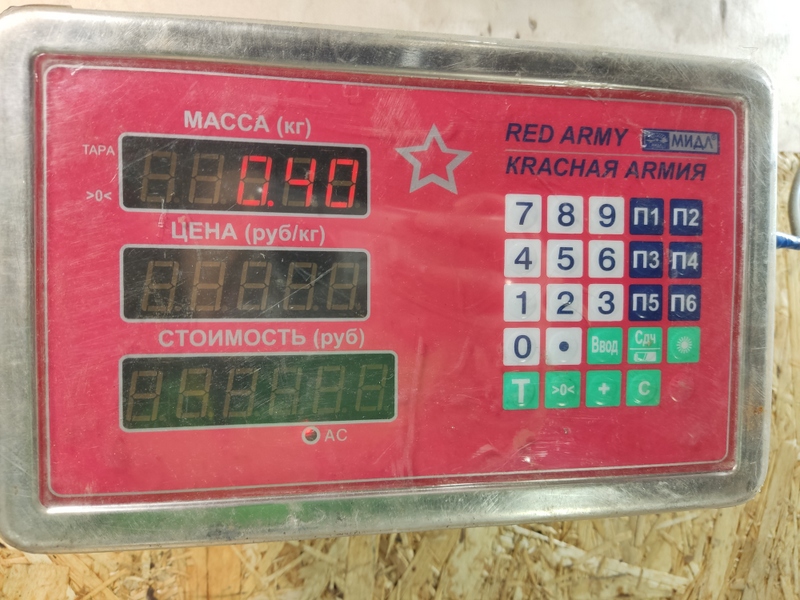 МАССА (кг)
ТАРА
>0<
0.40
ЦЕНА (руб/кг)
СТОИМОСТЬ (руб)
АС
RED ARMY МИДЛ
КRАСНАЯ АRМИЯ
7 8 9 П1 П2
4 5 6 П3 П4
1 2 3 П5 П6
0 • Ввод Сдч
Т >0< + С